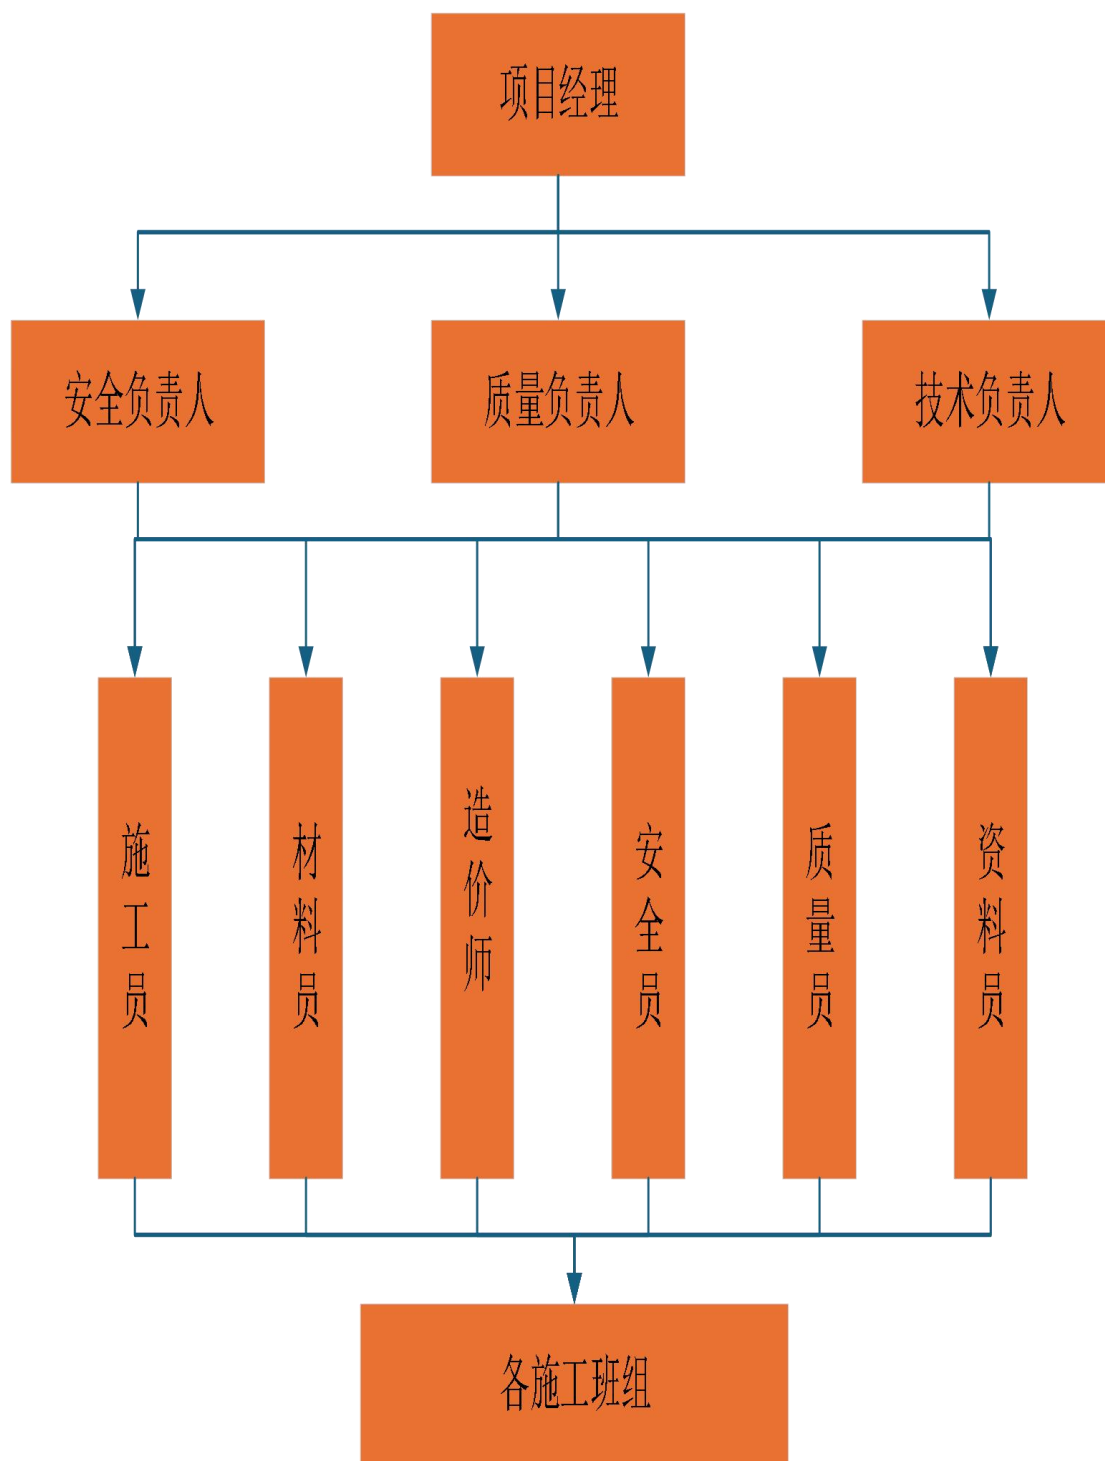 项目经理
安全负责人
质量负责人
技术负责人
施工员
材料员
造价师
安全员
质量员
资料员
各施工班组